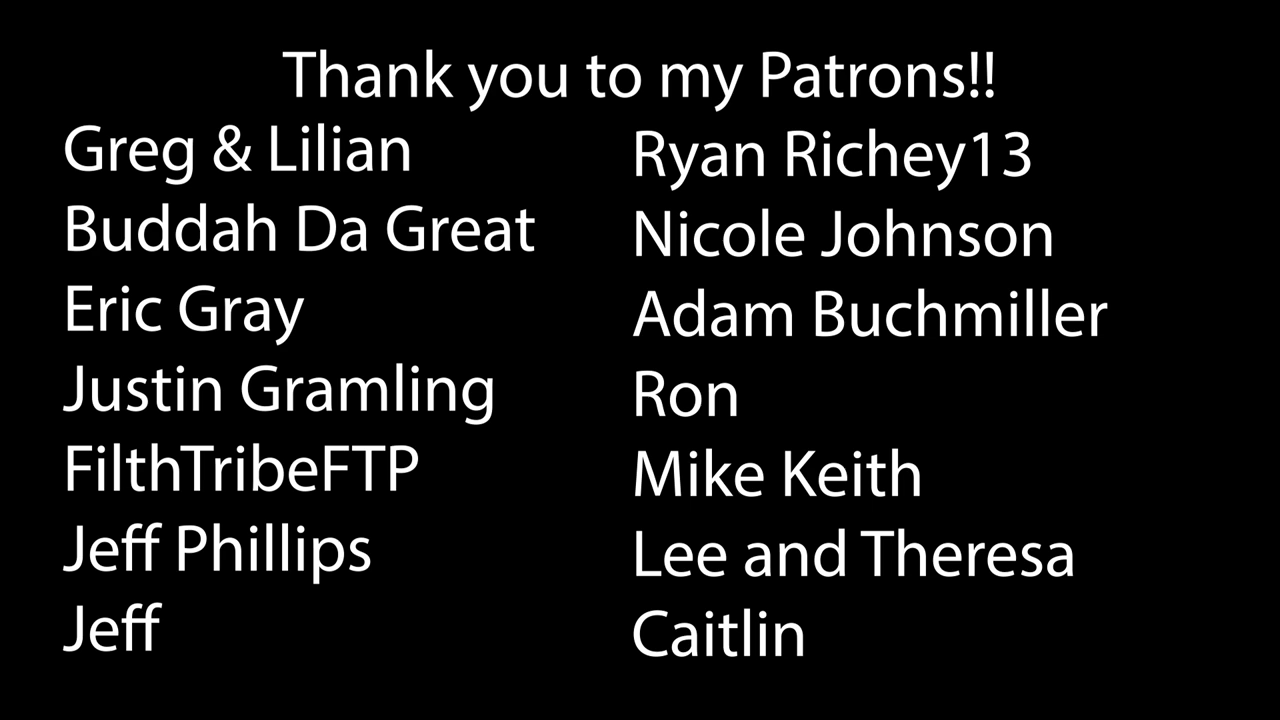 Thank you to my Patrons!!
Greg & Lilian
Buddah Da Great
Eric Gray
Justin Gramling
FilthTribeFTP
Jeff Phillips
Jeff
Ryan Richey13
Nicole Johnson
Adam Buchmiller
Ron
Mike Keith
Lee and Theresa
Caitlin